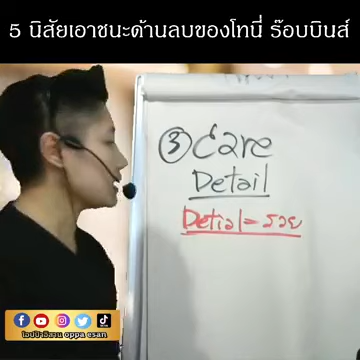 5 นิสัยเอาชนะด้านลบของโทนี่ ร๊อบบินส์
③ Care
Detail
Detial = รวย
โอปป้าอีสาน oppa esan